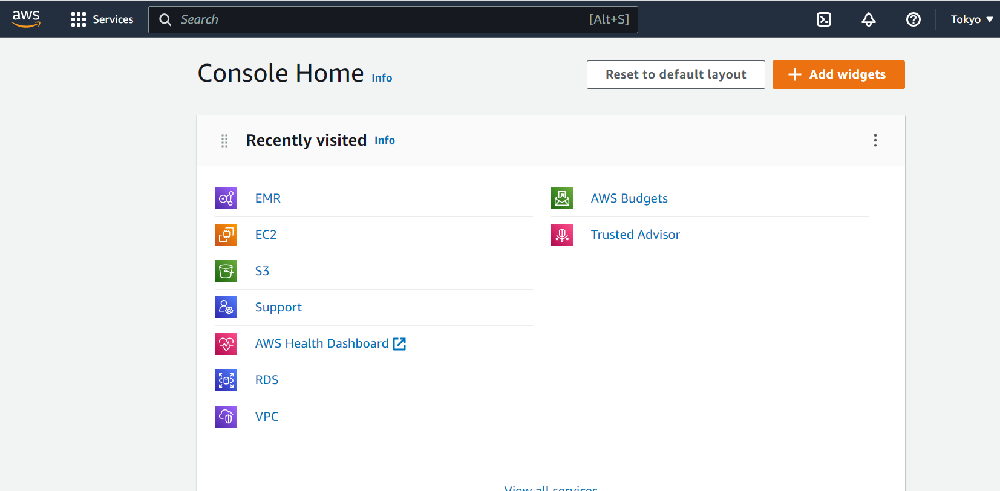 aws
Services
Search [Alt+S]
Tokyo
Console Home Info
Reset to default layout
Add widgets
Recently visited Info
EMR
EC2
S3
Support
AWS Health Dashboard
RDS
VPC
AWS Budgets
Trusted Advisor
View all services